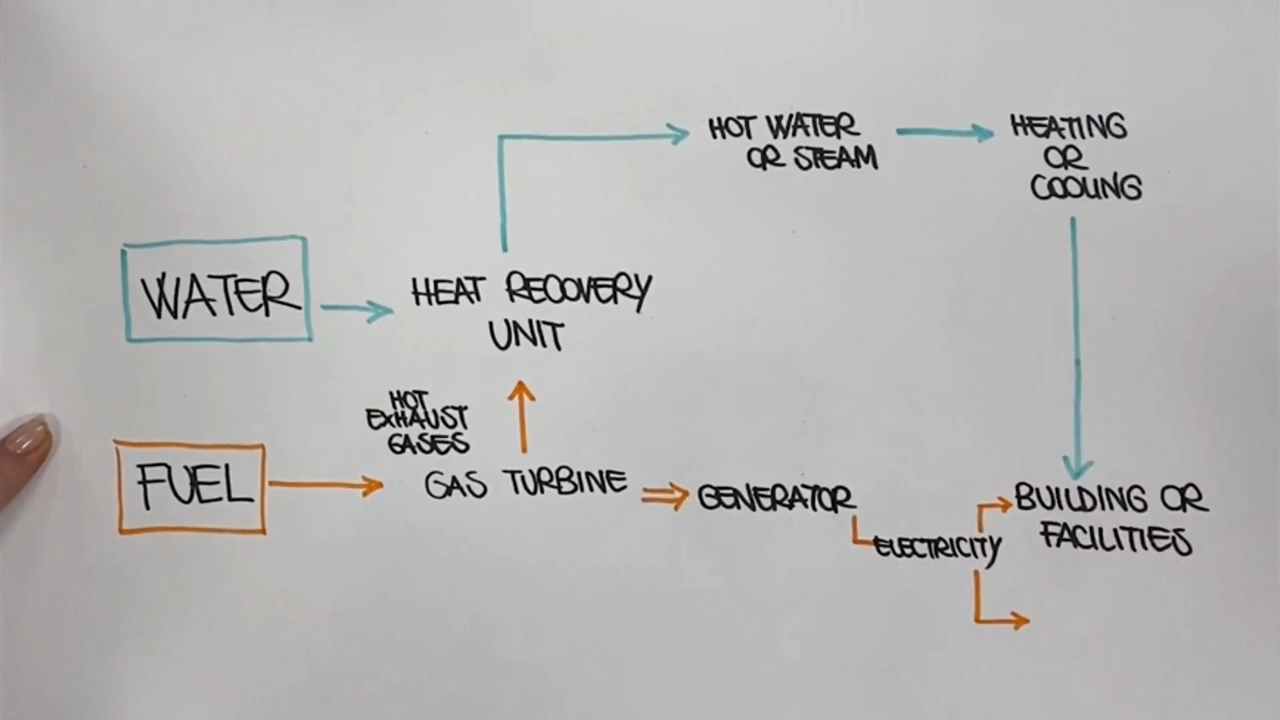 HOT WATER
OR STEAM
HEATING
OR
COOLING
WATER
HEAT RECOVERY
UNIT
HOT
EXHAUST
GASES
FUEL
GAS TURBINE
GENERATOR
ELECTRICITY
BUILDING OR
FACILITIES